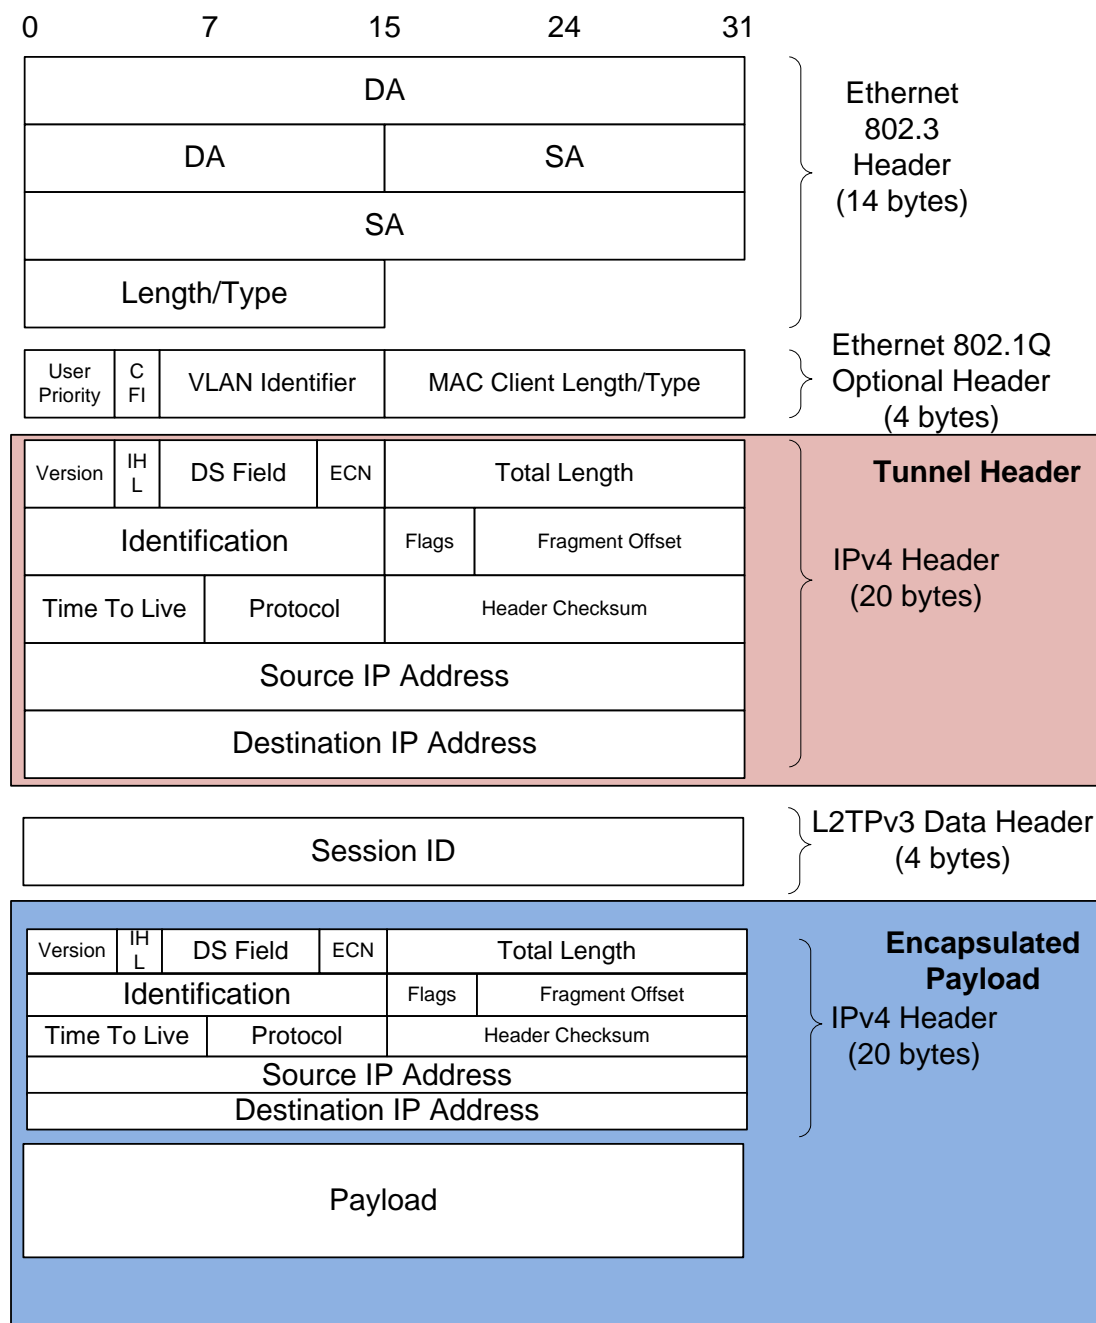 0 7 15 24 31
DA
Ethernet
802.3
Header
(14 bytes)
DA SA
SA
Length/Type
User
Priority
C
FI
VLAN Identifier
MAC Client Length/Type
Ethernet 802.1Q
Optional Header
(4 bytes)
Tunnel Header
Version
IH
L
DS Field
ECN
Total Length
Identification
Flags
Fragment Offset
IPv4 Header
(20 bytes)
Time To Live
Protocol
Header Checksum
Source IP Address
Destination IP Address
Session ID
L2TPv3 Data Header
(4 bytes)
Encapsulated
Payload
Version
IH
L
DS Field
ECN
Total Length
Identification
Flags
Fragment Offset
IPv4 Header
(20 bytes)
Time To Live
Protocol
Header Checksum
Source IP Address
Destination IP Address
Payload